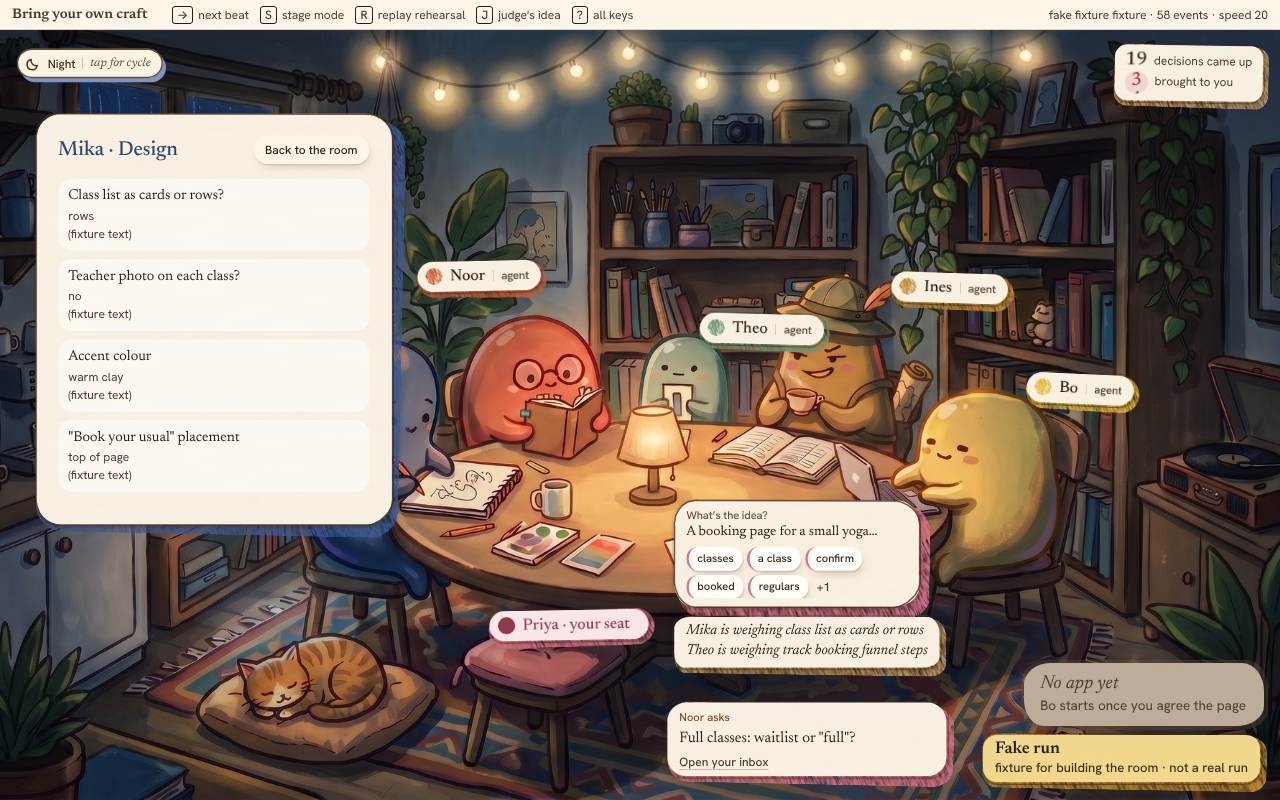 Bring your own craft
→ next beat
S stage mode
R replay rehearsal
J judge's idea
? all keys
fake fixture fixture · 58 events · speed 20
Night
tap for cycle
19 decisions came up
3 brought to you
Mika · Design
Back to the room
Class list as cards or rows?
rows
(fixture text)
Teacher photo on each class?
no
(fixture text)
Accent colour
warm clay
(fixture text)
"Book your usual" placement
top of page
(fixture text)
Noor agent
Theo agent
Ines agent
Bo agent
What's the idea?
A booking page for a small yoga...
classes a class confirm
booked regulars +1
Priya · your seat
Mika is weighing class list as cards or rows
Theo is weighing track booking funnel steps
Noor asks
Full classes: waitlist or "full"?
Open your inbox
No app yet
Bo starts once you agree the page
Fake run
fixture for building the room · not a real run